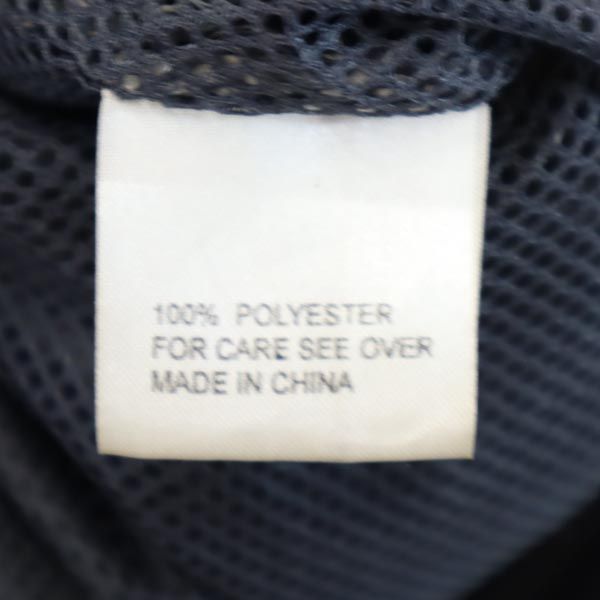 100% POLYESTER
FOR CARE SEE OVER
MADE IN CHINA